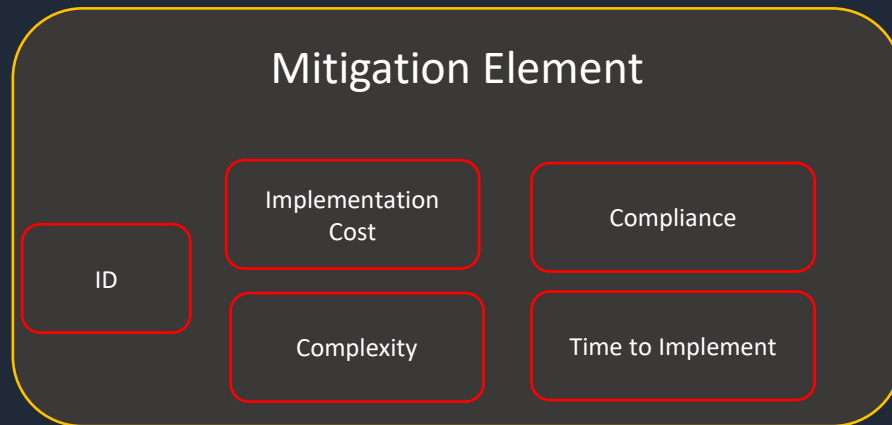 Mitigation Element
Implementation
Cost
Compliance
ID
Complexity
Time to Implement